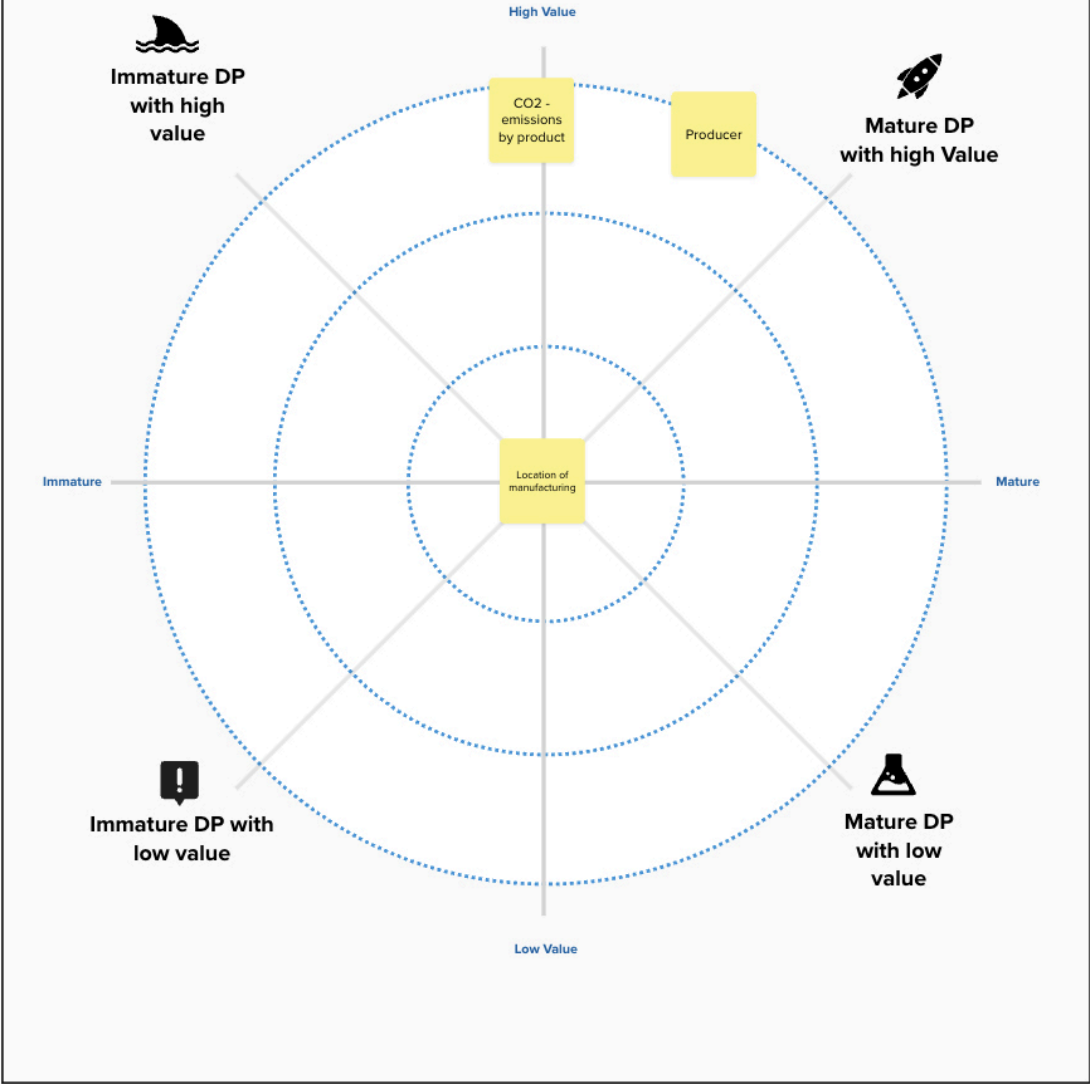 High Value
Immature DP
with high
value
CO2 -
emissions
by product
Producer
Mature DP
with high Value
Immature
Location of
manufacturing
Mature
Immature DP with
low value
Mature DP
with low
value
Low Value